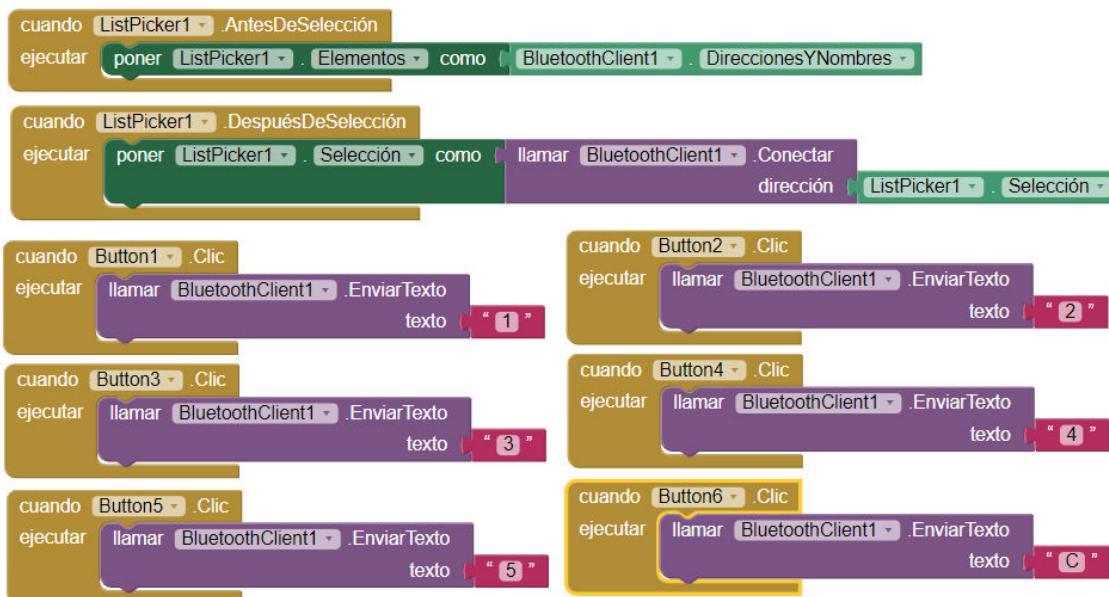 cuando ListPicker1 .AntesDeSelección
ejecutar poner ListPicker1 . Elementos como BluetoothClient1 . DireccionesYNombres
cuando ListPicker1 .DespuésDeSelección
ejecutar poner ListPicker1 . Selección como llamar BluetoothClient1 .Conectar
dirección ListPicker1 . Selección
cuando Button1 .Clic
ejecutar llamar BluetoothClient1 .EnviarTexto
texto " 1 "
cuando Button2 .Clic
ejecutar llamar BluetoothClient1 .EnviarTexto
texto " 2 "
cuando Button3 .Clic
ejecutar llamar BluetoothClient1 .EnviarTexto
texto " 3 "
cuando Button4 .Clic
ejecutar llamar BluetoothClient1 .EnviarTexto
texto " 4 "
cuando Button5 .Clic
ejecutar llamar BluetoothClient1 .EnviarTexto
texto " 5 "
cuando Button6 .Clic
ejecutar llamar BluetoothClient1 .EnviarTexto
texto " C "